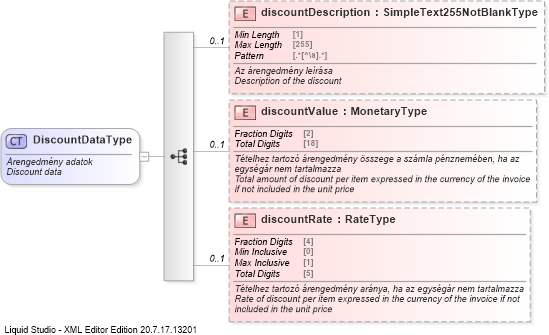 E discountDescription : SimpleText255NotBlankType
Min Length [1]
Max Length [255]
Pattern [.*[^\s].*]
Az árengedmény leírása
Description of the discount
0..1
CT DiscountDataType
Árengedmény adatok
Discount data
E discountValue : MonetaryType
Fraction Digits [2]
Total Digits [18]
0..1
Tételhez tartozó árengedmény összege a számla pénznemében, ha az
egységár nem tartalmazza
Total amount of discount per item expressed in the currency of the invoice
if not included in the unit price
E discountRate : RateType
Fraction Digits [4]
Min Inclusive [0]
Max Inclusive [1]
Total Digits [5]
0..1
Tételhez tartozó árengedmény aránya, ha az egységár nem tartalmazza
Rate of discount per item expressed in the currency of the invoice if not
included in the unit price
Liquid Studio - XML Editor Edition 20.7.17.13201